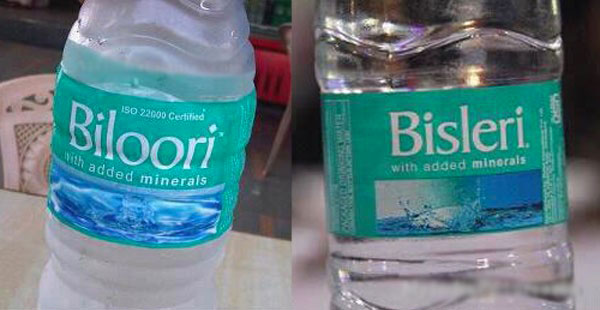 ISO 22000 Certified
Biloori
with added minerals
Bisleri
with added minerals